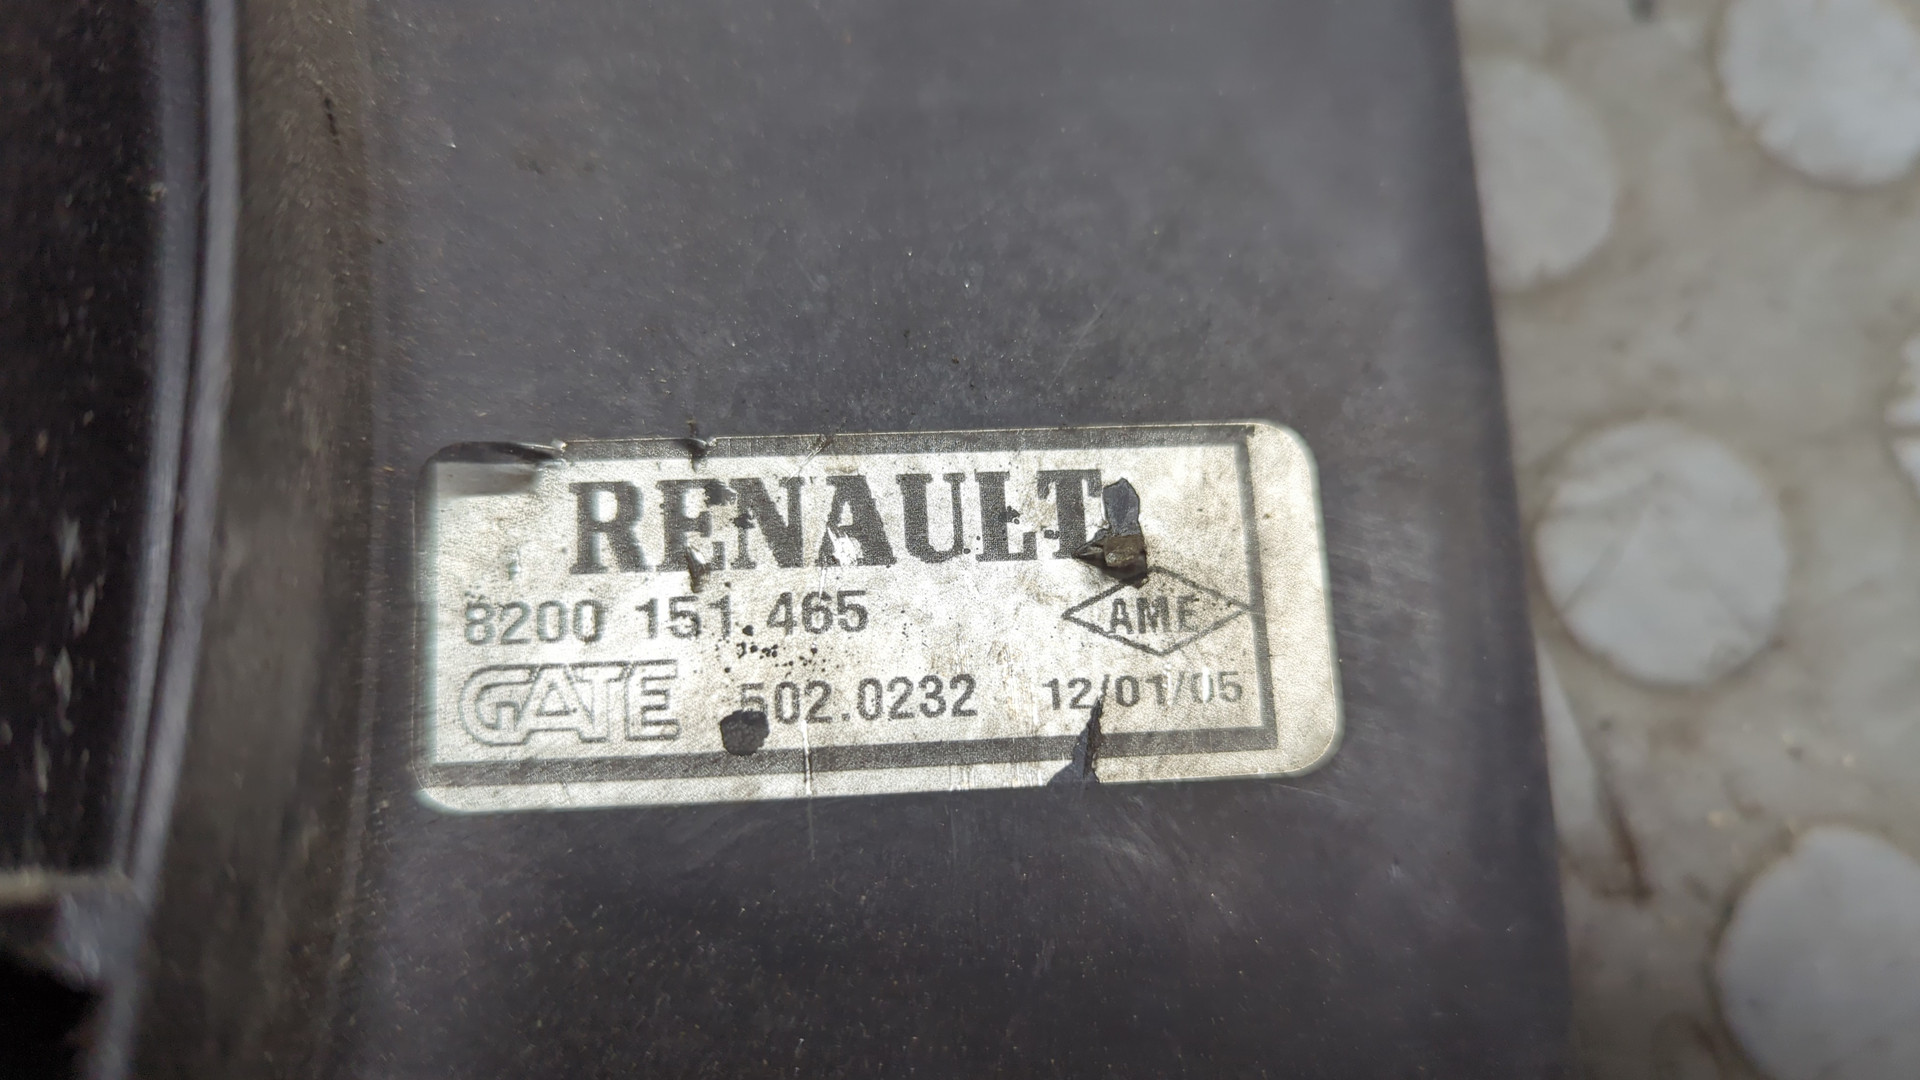 RENAULT
8200 151 465
AME
GATE 502.0232 12/01/05